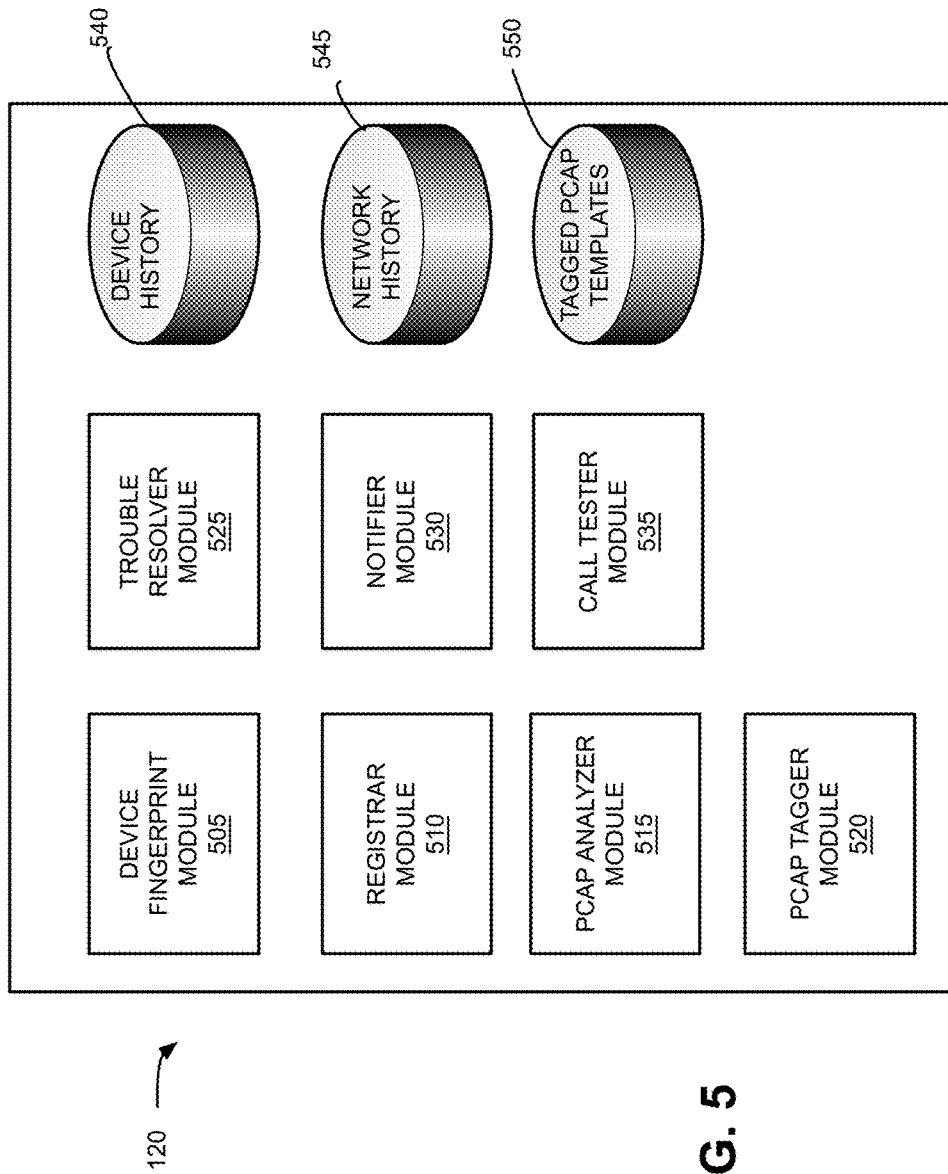 120
DEVICE
FINGERPRINT
MODULE
505
TROUBLE
RESOLVER
MODULE
525
DEVICE
HISTORY
540
REGISTRAR
MODULE
510
NOTIFIER
MODULE
530
NETWORK
HISTORY
545
PCAP ANALYZER
MODULE
515
CALL TESTER
MODULE
535
TAGGED PCAP
TEMPLATES
550
PCAP TAGGER
MODULE
520
G. 5